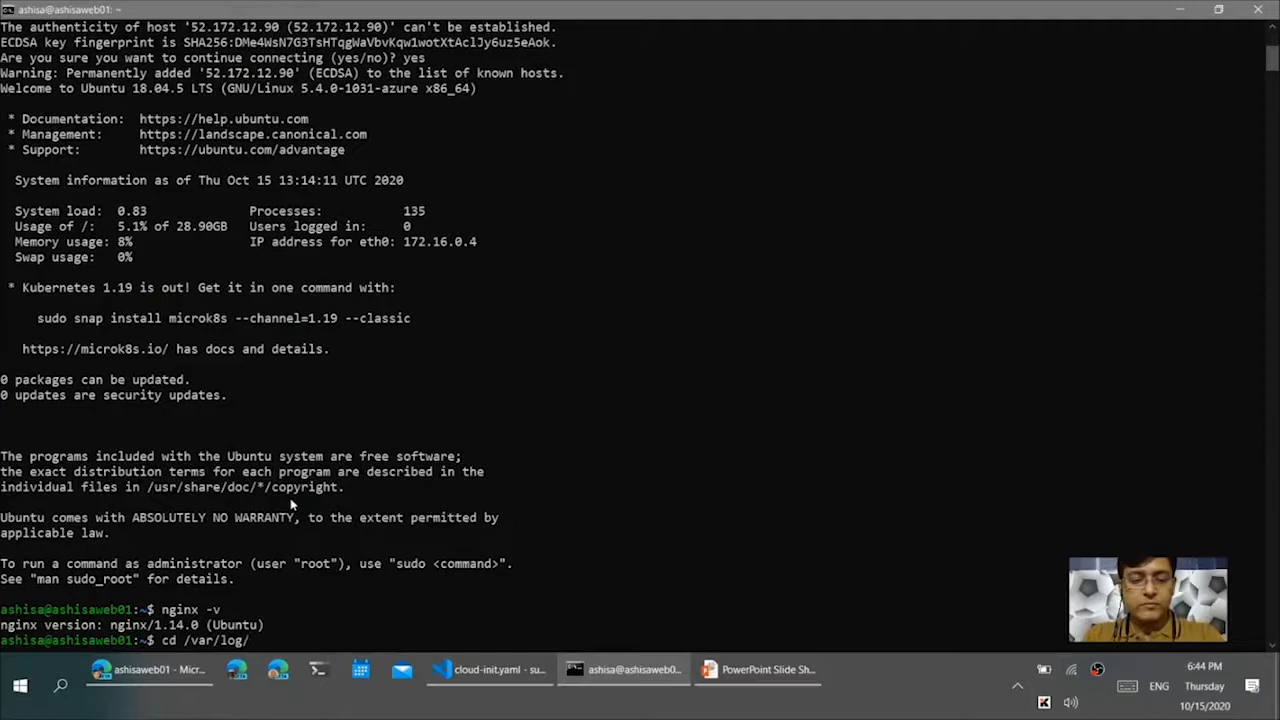 ashisa@ashisaweb01: ~
The authenticity of host '52.172.12.90 (52.172.12.90)' can't be established.
ECDSA key fingerprint is SHA256:DMe4WsN7G3TsHTqgWaVbvKqw1wotXtAclJy6uz5eAok.
Are you sure you want to continue connecting (yes/no)? yes
Warning: Permanently added '52.172.12.90' (ECDSA) to the list of known hosts.
Welcome to Ubuntu 18.04.5 LTS (GNU/Linux 5.4.0-1031-azure x86_64)
* Documentation: https://help.ubuntu.com
* Management: https://landscape.canonical.com
* Support: https://ubuntu.com/advantage
System information as of Thu Oct 15 13:14:11 UTC 2020
System load: 0.83 Processes: 135
Usage of /: 5.1% of 28.90GB Users logged in: 0
Memory usage: 8% IP address for eth0: 172.16.0.4
Swap usage: 0%
* Kubernetes 1.19 is out! Get it in one command with:
sudo snap install microk8s --channel=1.19 --classic
https://microk8s.io/ has docs and details.
0 packages can be updated.
0 updates are security updates.
The programs included with the Ubuntu system are free software;
the exact distribution terms for each program are described in the
individual files in /usr/share/doc/*/copyright.
Ubuntu comes with ABSOLUTELY NO WARRANTY, to the extent permitted by
applicable law.
To run a command as administrator (user "root"), use "sudo <command>".
See "man sudo_root" for details.
ashisa@ashisaweb01:~$ nginx -v
nginx version: nginx/1.14.0 (Ubuntu)
ashisa@ashisaweb01:~$ cd /var/log/
ashisaweb01 - Micr...
cloud-init.yaml - su...
ashisa@ashisaweb0...
PowerPoint Slide Sh...
6:44 PM
ENG Thursday
10/15/2020